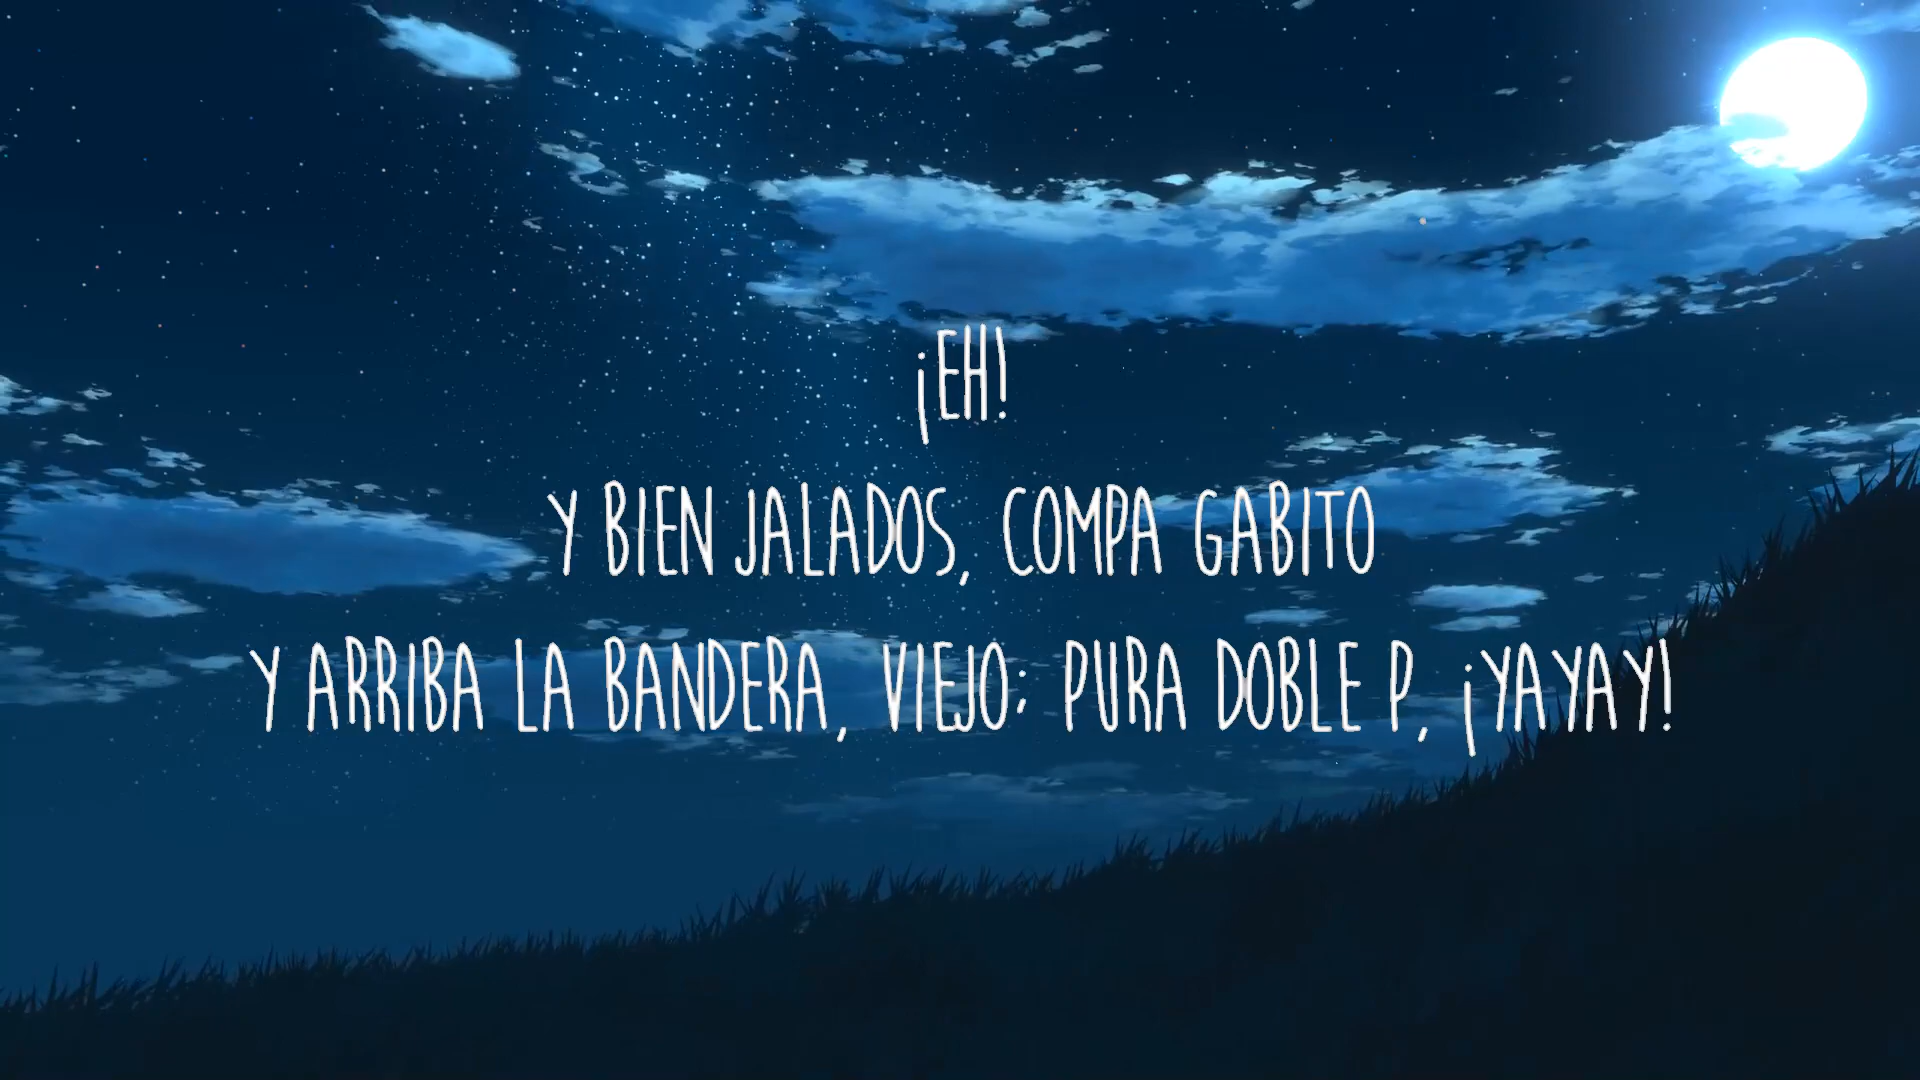 ¡EH!
Y BIEN JALADOS, COMPA GABITO
Y ARRIBA LA BANDERA, VIEJO; PURA DOBLE P, ¡YAYAY!